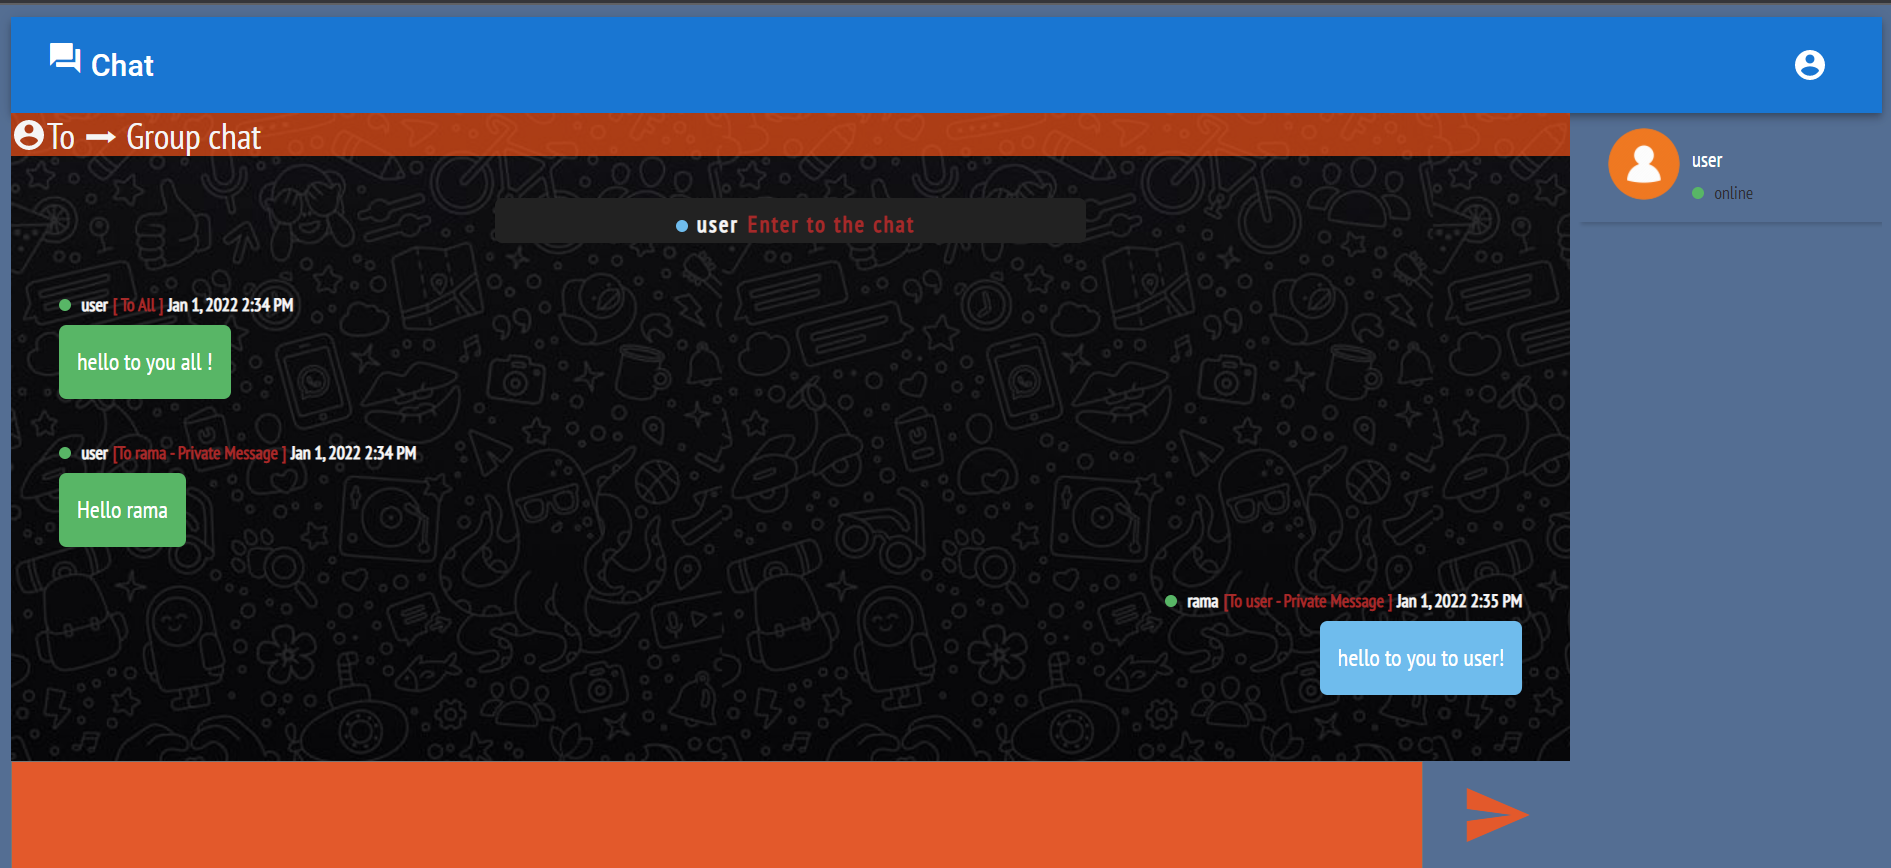 Chat
To Group chat
user
online
user Enter to the chat
user [ To All ] Jan 1, 2022 2:34 PM
hello to you all !
user [To rama - Private Message ] Jan 1, 2022 2:34 PM
Hello rama
rama [To user - Private Message ] Jan 1, 2022 2:35 PM
hello to you to user!